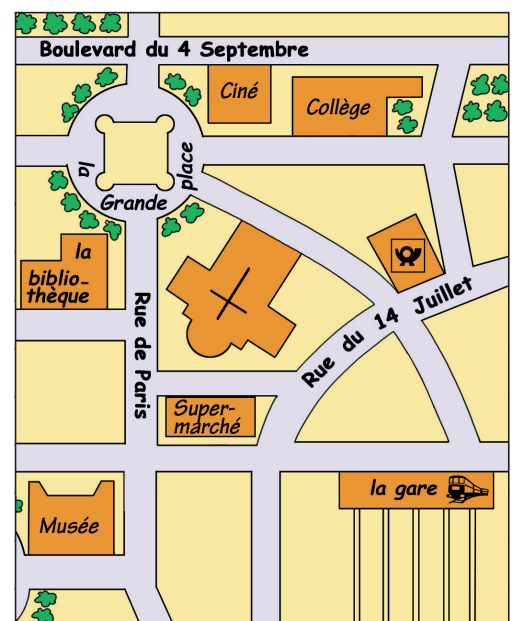 Boulevard du 4 Septembre
Ciné
Collège
la
Grande
place
la
biblio-
thèque
Rue de Paris
Rue du 14 Juillet
Super-
marché
la gare
Musée